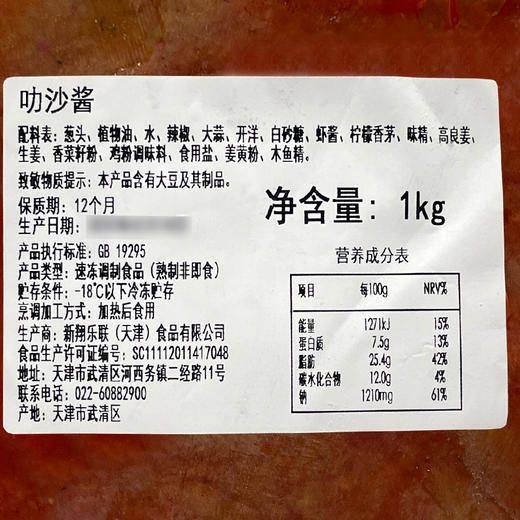 叻沙酱
配料表：葱头、植物油、水、辣椒、大蒜、开洋、白砂糖、虾酱、柠檬香茅、味精、高良姜、
生姜、香菜籽粉、鸡粉调味料、食用盐、姜黄粉、木鱼精。
致敏物质提示：本产品含有大豆及其制品。
保质期：12个月
生产日期：
净含量：1kg
产品执行标准：GB 19295
产品类型：速冻调制食品（熟制非即食）
贮存条件：-18℃以下冷冻贮存
烹调加工方式：加热后食用
生产商：新翔乐联（天津）食品有限公司
食品生产许可证编号：SC11112011417048
地址：天津市武清区河西务镇二经路11号
联系电话：022-60882900
产地：天津市武清区
营养成分表
项目 每100g NRV%
能量 1271kJ 15%
蛋白质 7.5g 13%
脂肪 25.4g 42%
碳水化合物 12.0g 4%
钠 1210mg 61%